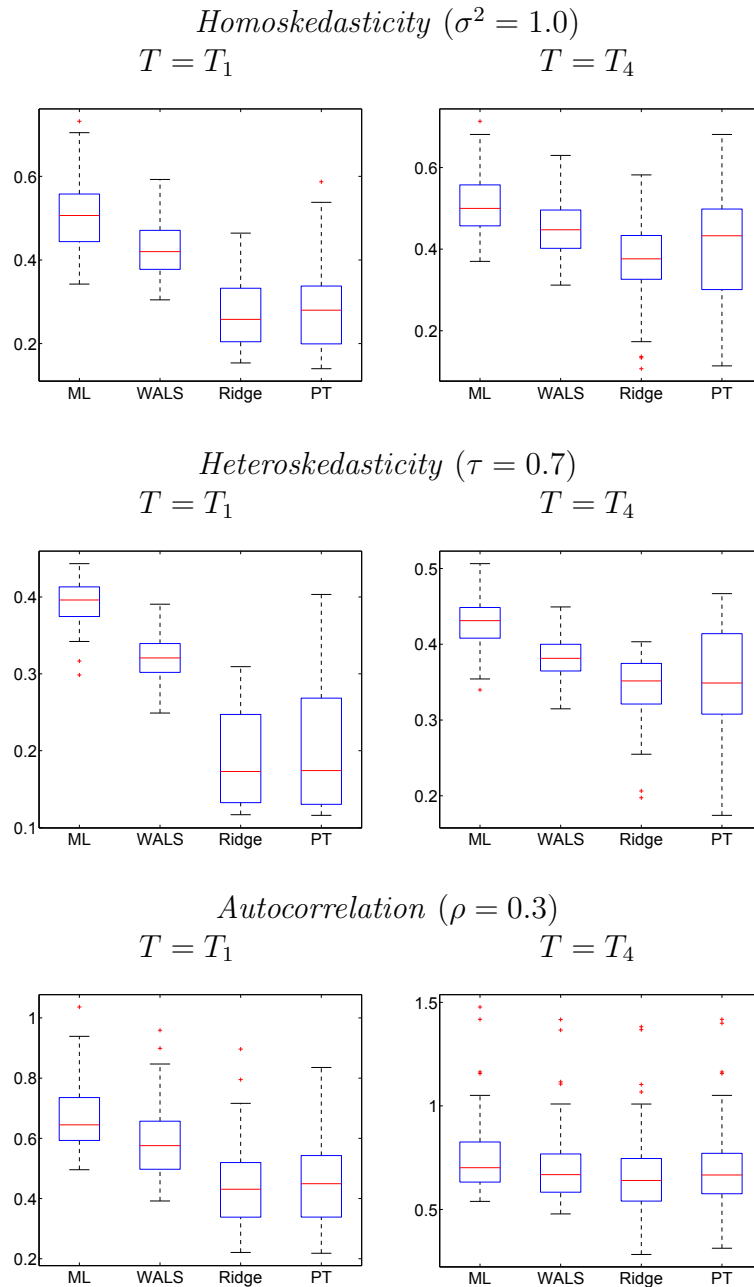 Homoskedasticity (σ² = 1.0)
T = T₁ T = T₄
0.6
0.4
0.2
ML WALS Ridge PT
0.6
0.4
0.2
ML WALS Ridge PT
Heteroskedasticity (τ = 0.7)
T = T₁ T = T₄
0.4
0.3
0.2
0.1
ML WALS Ridge PT
0.5
0.4
0.3
0.2
ML WALS Ridge PT
Autocorrelation (ρ = 0.3)
T = T₁ T = T₄
1
0.8
0.6
0.4
0.2
ML WALS Ridge PT
1.5
1
0.5
ML WALS Ridge PT